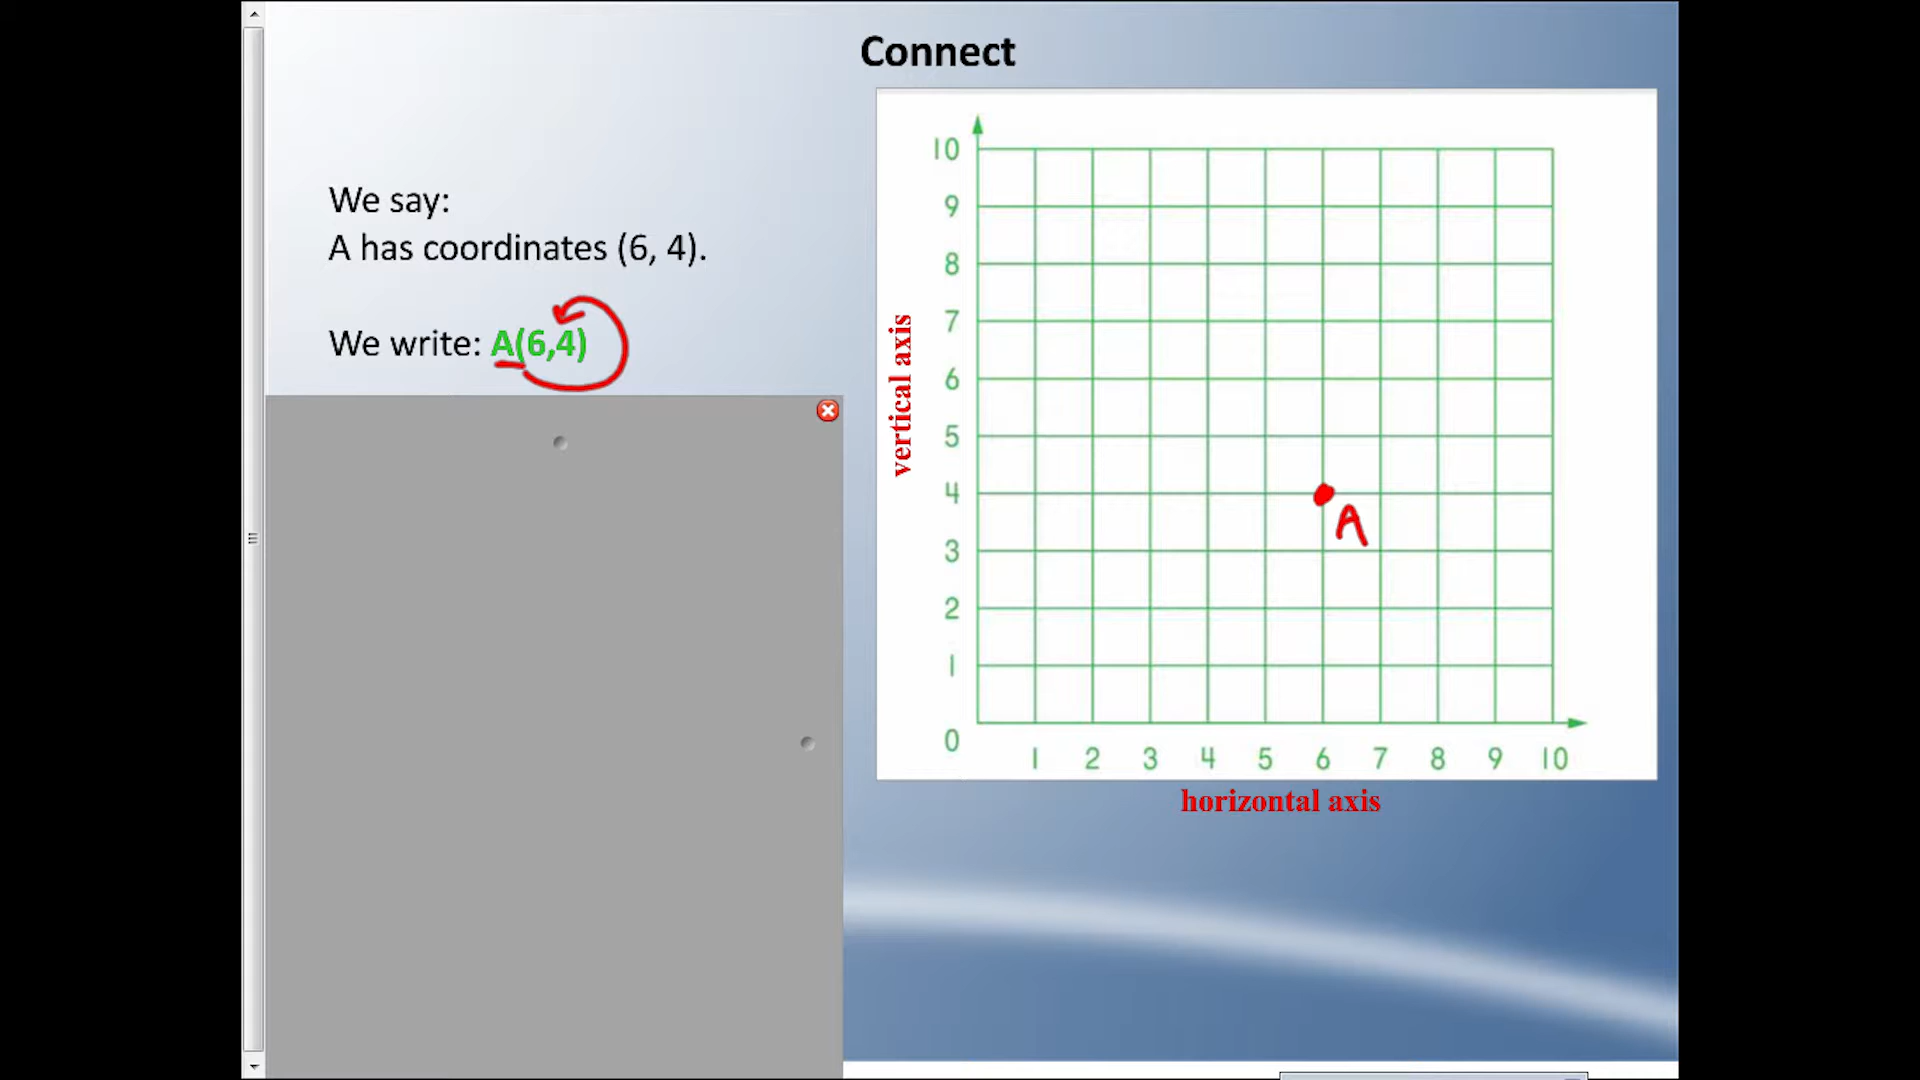 Connect
We say:
A has coordinates (6, 4).
We write: A(6,4)
vertical axis
10
9
8
7
6
5
4
3
2
1
0
A
1 2 3 4 5 6 7 8 9 10
horizontal axis